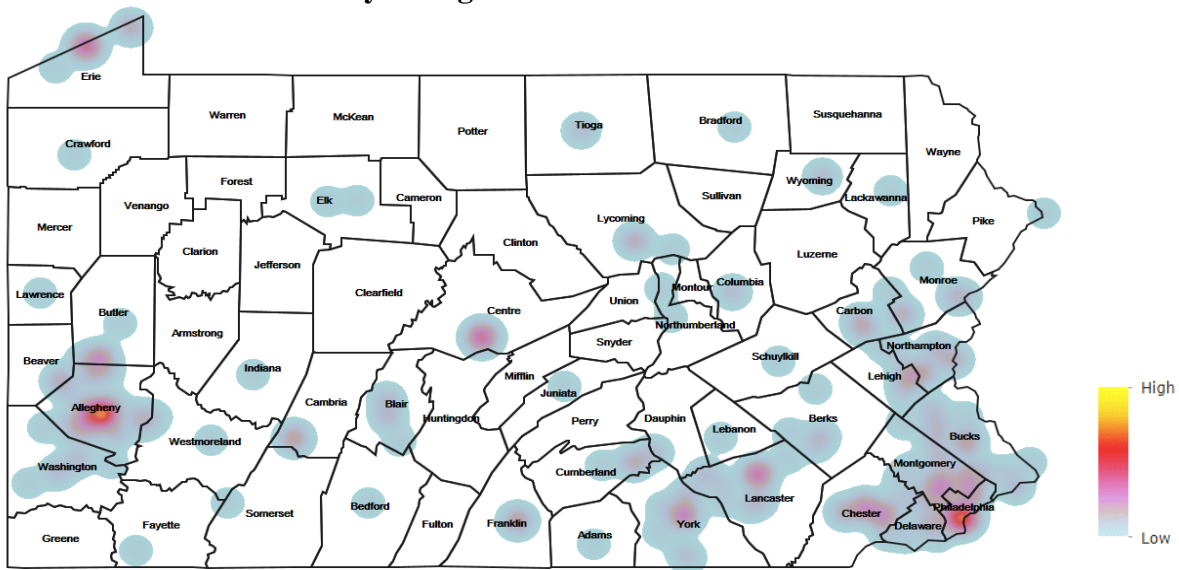 Erie
Crawford
Warren
McKean
Potter
Tioga
Bradford
Susquehanna
Wayne
Forest
Venango
Elk
Cameron
Sullivan
Wyoming
Lackawanna
Pike
Mercer
Clarion
Jefferson
Clinton
Lycoming
Luzerne
Monroe
Lawrence
Butler
Armstrong
Clearfield
Centre
Union
Montour
Columbia
Northumberland
Carbon
Northampton
Beaver
Indiana
Snyder
Schuylkill
Lehigh
Allegheny
Cambria
Blair
Huntingdon
Mifflin
Juniata
Perry
Dauphin
Lebanon
Berks
Bucks
Westmoreland
Washington
Cumberland
Montgomery
Lancaster
Chester
Philadelphia
Delaware
Greene
Fayette
Somerset
Bedford
Fulton
Franklin
Adams
York
High
Low